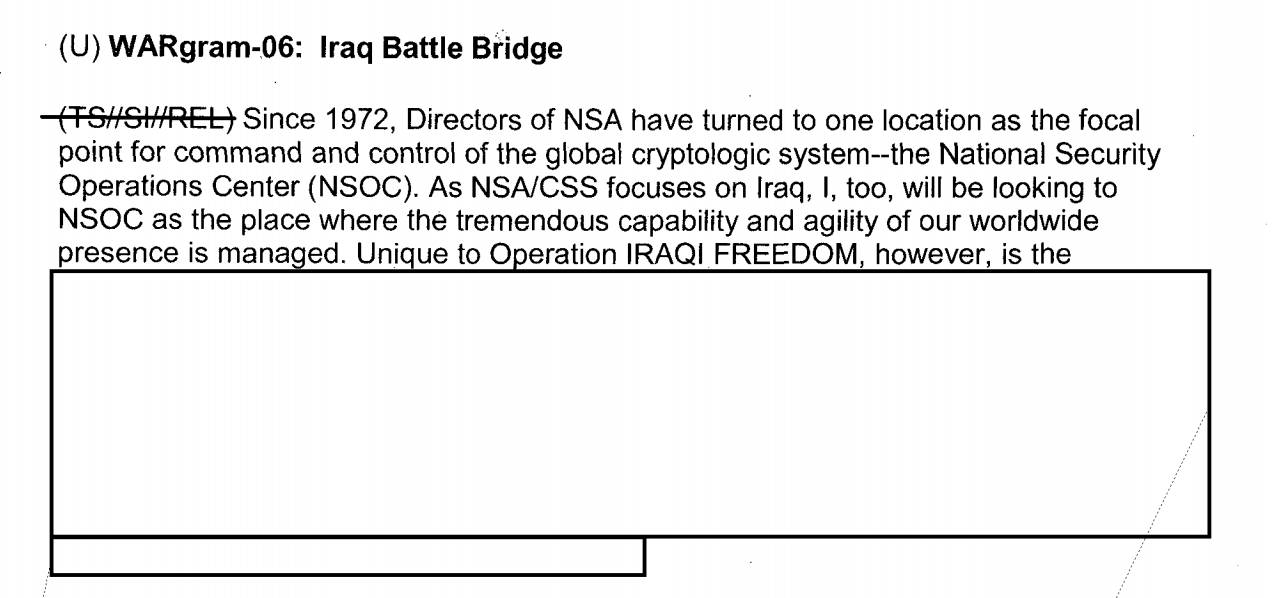 (U) WARgram-06: Iraq Battle Bridge
(TS//SI//REL) Since 1972, Directors of NSA have turned to one location as the focal
point for command and control of the global cryptologic system--the National Security
Operations Center (NSOC). As NSA/CSS focuses on Iraq, I, too, will be looking to
NSOC as the place where the tremendous capability and agility of our worldwide
presence is managed. Unique to Operation IRAQI FREEDOM, however, is the